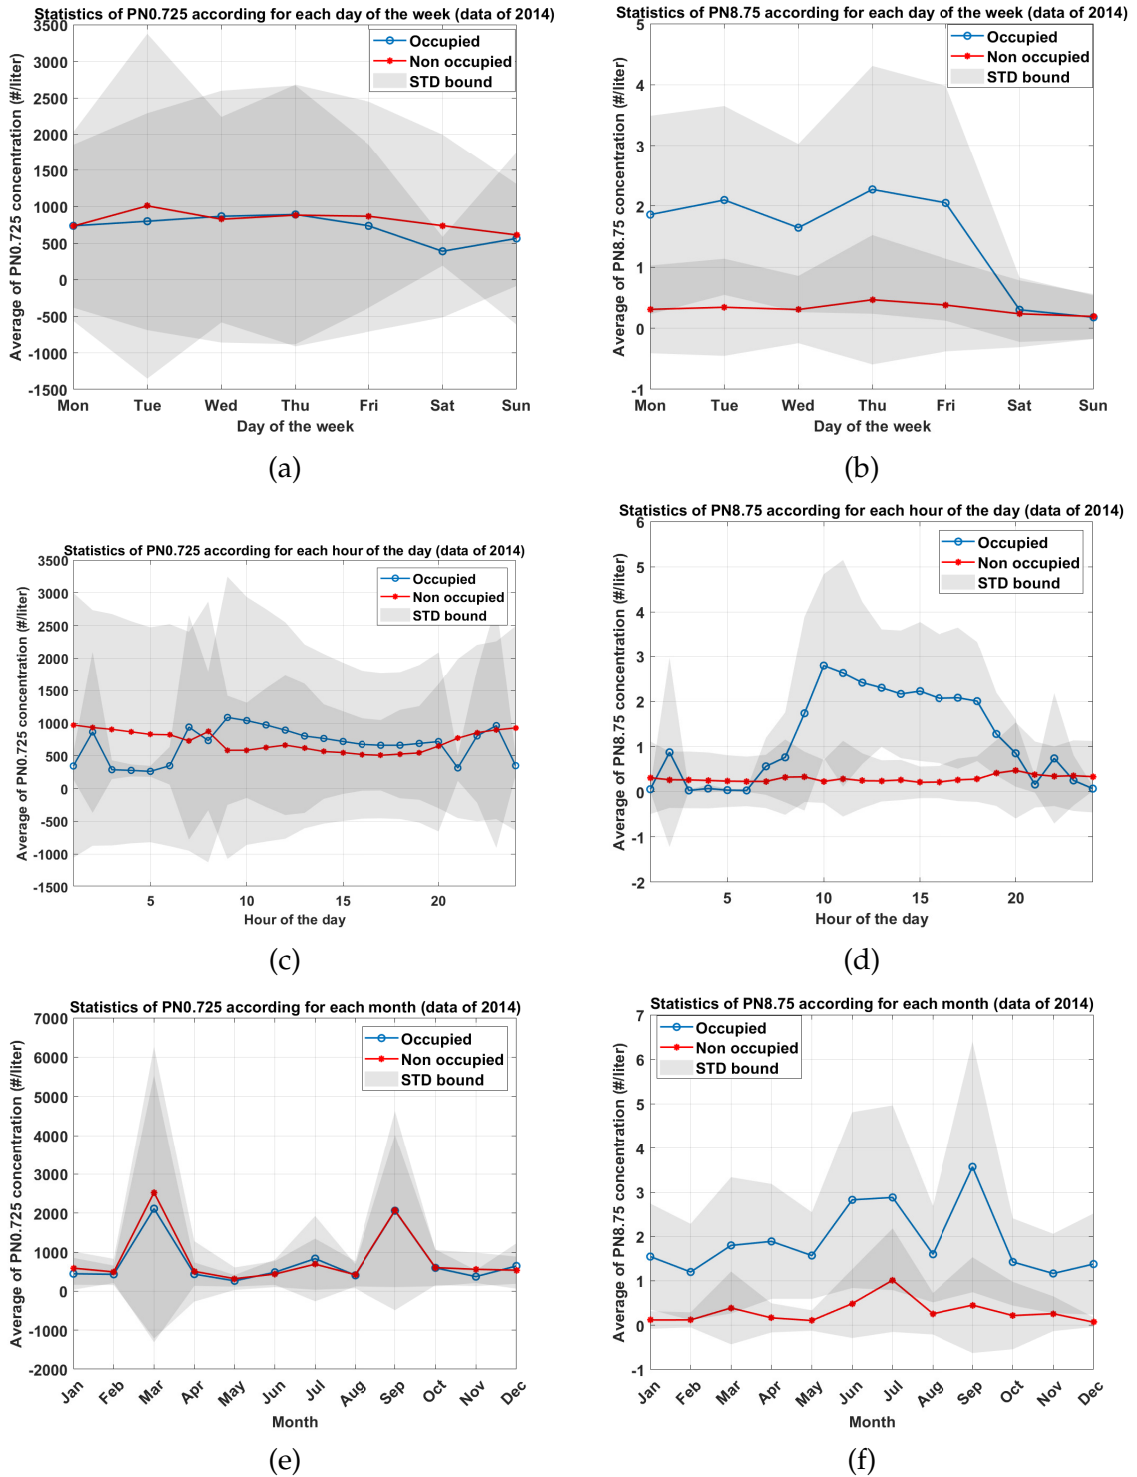 Statistics of PN0.725 according for each day of the week (data of 2014)
3500
3000
2500
2000
1500
1000
500
0
-500
-1000
-1500
Average of PN0.725 concentration (#/liter)
Occupied
Non occupied
STD bound
Mon Tue Wed Thu Fri Sat Sun
Day of the week
(a)
Statistics of PN8.75 according for each day of the week (data of 2014)
5
4
3
2
1
0
-1
Average of PN8.75 concentration (#/liter)
Occupied
Non occupied
STD bound
Mon Tue Wed Thu Fri Sat Sun
Day of the week
(b)
Statistics of PN0.725 according for each hour of the day (data of 2014)
3500
3000
2500
2000
1500
1000
500
0
-500
-1000
-1500
Average of PN0.725 concentration (#/liter)
Occupied
Non occupied
STD bound
5 10 15 20
Hour of the day
(c)
Statistics of PN8.75 according for each hour of the day (data of 2014)
6
5
4
3
2
1
0
-1
-2
Average of PN8.75 concentration (#/liter)
Occupied
Non occupied
STD bound
5 10 15 20
Hour of the day
(d)
Statistics of PN0.725 according for each month (data of 2014)
7000
6000
5000
4000
3000
2000
1000
0
-1000
-2000
Average of PN0.725 concentration (#/liter)
Occupied
Non occupied
STD bound
Jan Feb Mar Apr May Jun Jul Aug Sep Oct Nov Dec
Month
(e)
Statistics of PN8.75 according for each month (data of 2014)
7
6
5
4
3
2
1
0
-1
Average of PN8.75 concentration (#/liter)
Occupied
Non occupied
STD bound
Jan Feb Mar Apr May Jun Jul Aug Sep Oct Nov Dec
Month
(f)